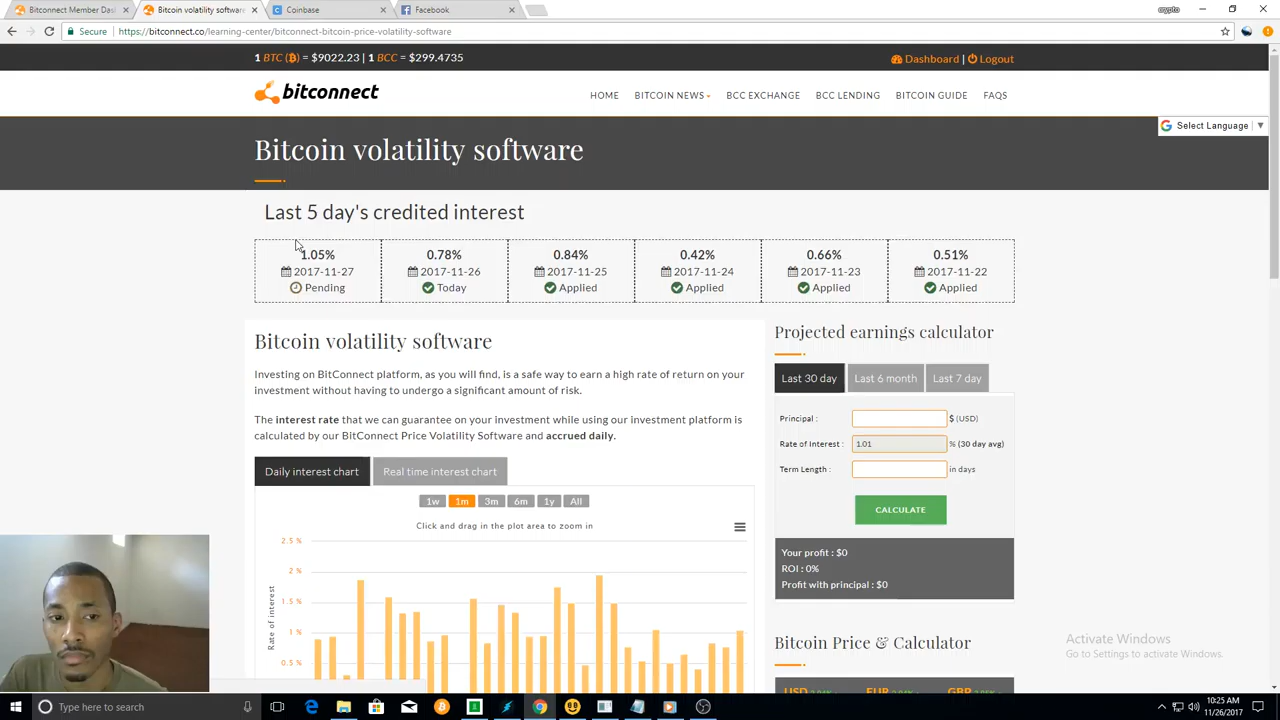 Bitconnect Member Das
Bitcoin volatility software
Coinbase
Facebook
crypto
Secure
https://bitconnect.co/learning-center/bitconnect-bitcoin-price-volatility-software
1 BTC (₿) = $9022.23 | 1 BCC = $299.4735
Dashboard | Logout
bitconnect
HOME BITCOIN NEWS BCC EXCHANGE BCC LENDING BITCOIN GUIDE FAQS
G Select Language ▼
Bitcoin volatility software
Last 5 day's credited interest
1.05% 0.78% 0.84% 0.42% 0.66% 0.51%
2017-11-27 2017-11-26 2017-11-25 2017-11-24 2017-11-23 2017-11-22
Pending Today Applied Applied Applied Applied
Bitcoin volatility software
Investing on BitConnect platform, as you will find, is a safe way to earn a high rate of return on your
investment without having to undergo a significant amount of risk.
The interest rate that we can guarantee on your investment while using our investment platform is
calculated by our BitConnect Price Volatility Software and accrued daily.
Daily interest chart Real time interest chart
1w 1m 3m 6m 1y All
Click and drag in the plot area to zoom in
2.5 %
2 %
1.5 %
1 %
0.5 %
Rate of interest
Projected earnings calculator
Last 30 day Last 6 month Last 7 day
Principal : $ (USD)
Rate of Interest : 1.01 % (30 day avg)
Term Length : in days
CALCULATE
Your profit : $0
ROI : 0%
Profit with principal : $0
Bitcoin Price & Calculator
Activate Windows
Go to Settings to activate Windows.
Type here to search
10:25 AM
11/26/2017